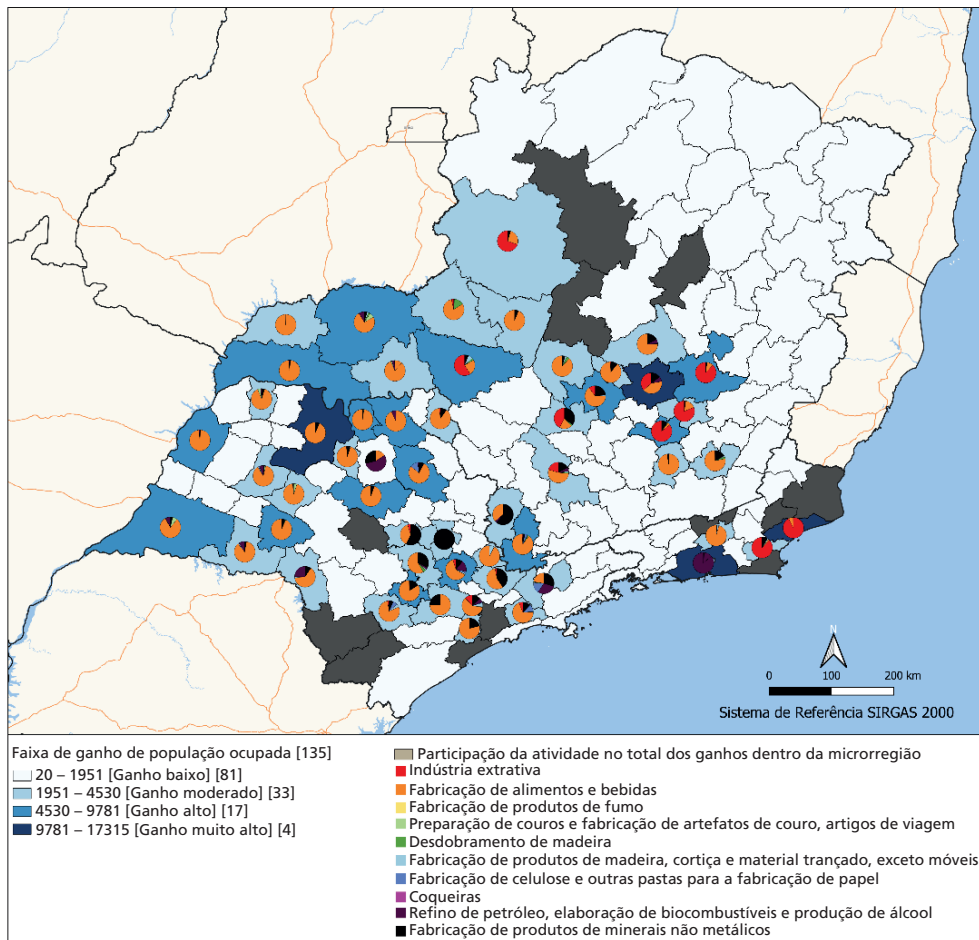 N
0 100 200 km
Sistema de Referência SIRGAS 2000
Faixa de ganho de população ocupada [135]
20 – 1951 [Ganho baixo] [81]
1951 – 4530 [Ganho moderado] [33]
4530 – 9781 [Ganho alto] [17]
9781 – 17315 [Ganho muito alto] [4]
Participação da atividade no total dos ganhos dentro da microrregião
Indústria extrativa
Fabricação de alimentos e bebidas
Fabricação de produtos de fumo
Preparação de couros e fabricação de artefatos de couro, artigos de viagem
Desdobramento de madeira
Fabricação de produtos de madeira, cortiça e material trançado, exceto móveis
Fabricação de celulose e outras pastas para a fabricação de papel
Coqueiras
Refino de petróleo, elaboração de biocombustíveis e produção de álcool
Fabricação de produtos de minerais não metálicos